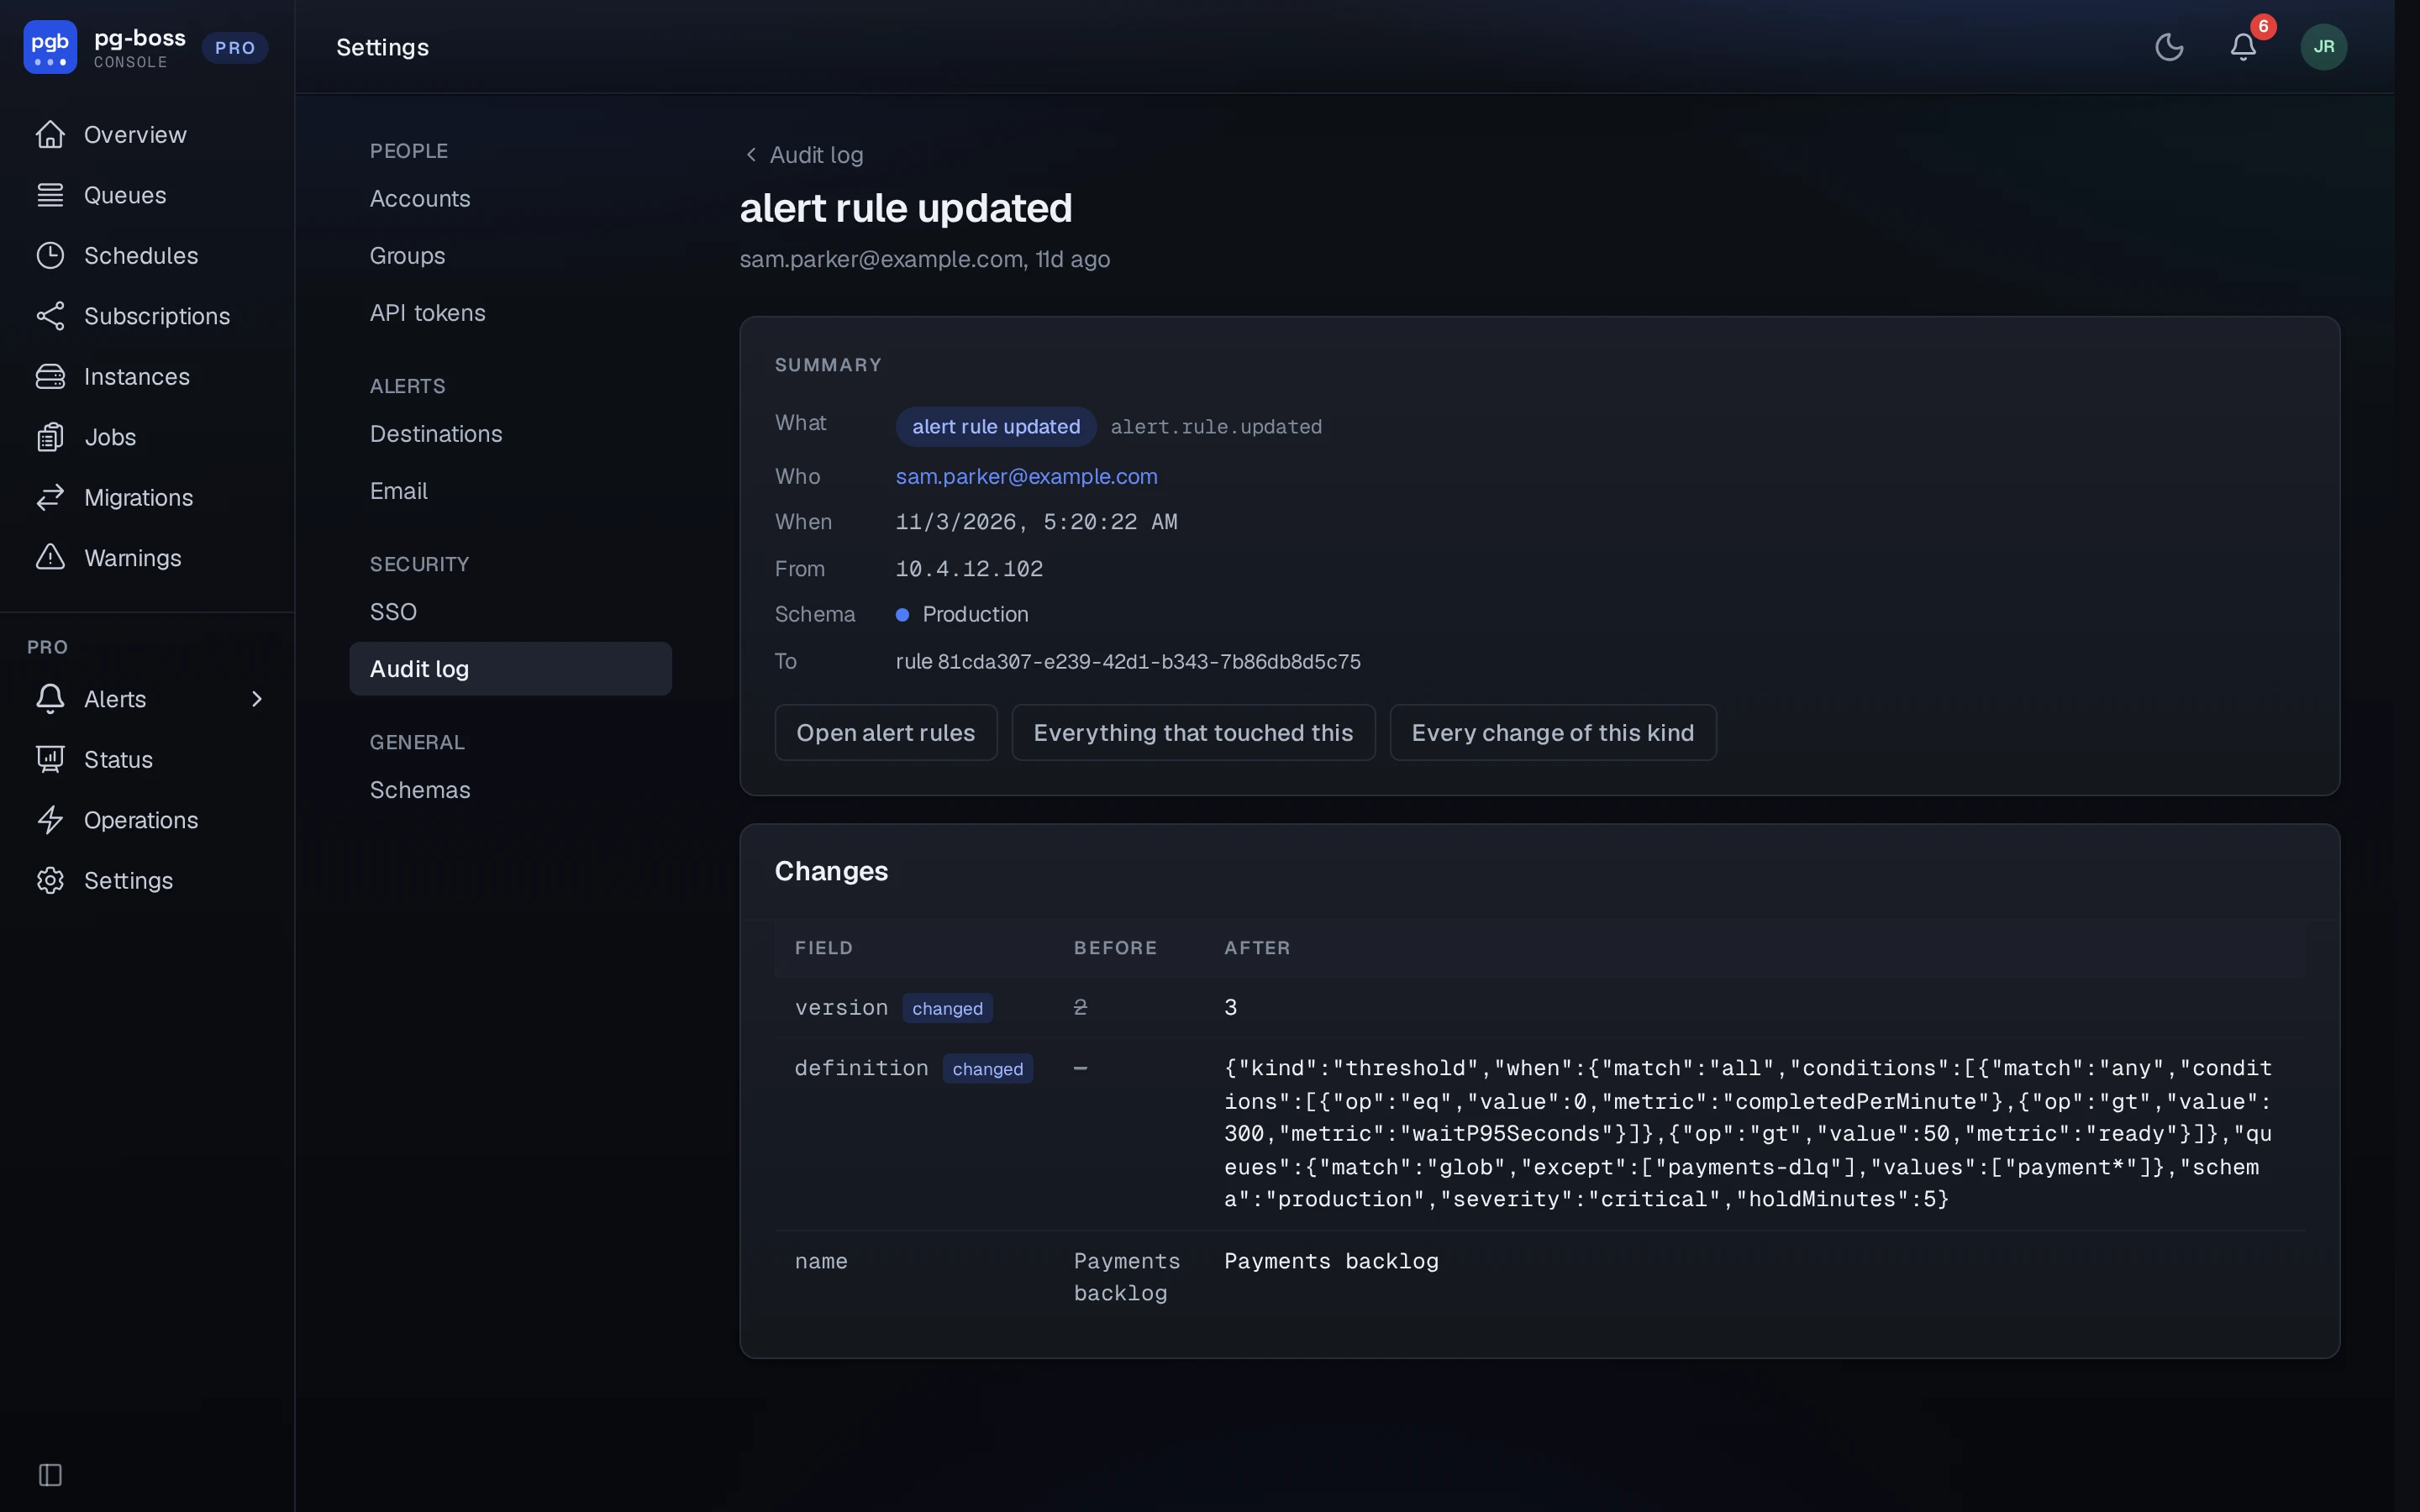 pgb
pg-boss
CONSOLE
PRO
Settings
6
JR
Overview
Queues
Schedules
Subscriptions
Instances
Jobs
Migrations
Warnings
PRO
Alerts
Status
Operations
Settings
PEOPLE
Accounts
Groups
API tokens
ALERTS
Destinations
Email
SECURITY
SSO
Audit log
GENERAL
Schemas
Audit log
alert rule updated
sam.parker@example.com, 11d ago
SUMMARY
What alert rule updated alert.rule.updated
Who sam.parker@example.com
When 11/3/2026, 5:20:22 AM
From 10.4.12.102
Schema Production
To rule 81cda307-e239-42d1-b343-7b86db8d5c75
Open alert rules Everything that touched this Every change of this kind
Changes
FIELD BEFORE AFTER
version changed 2 3
definition changed — {"kind":"threshold","when":{"match":"all","conditions":[{"match":"any","condit
ions":[{"op":"eq","value":0,"metric":"completedPerMinute"},{"op":"gt","value":
300,"metric":"waitP95Seconds"}]},{"op":"gt","value":50,"metric":"ready"}]},"qu
eues":{"match":"glob","except":["payments-dlq"],"values":["payment*"]},"schem
a":"production","severity":"critical","holdMinutes":5}
name Payments backlog Payments backlog